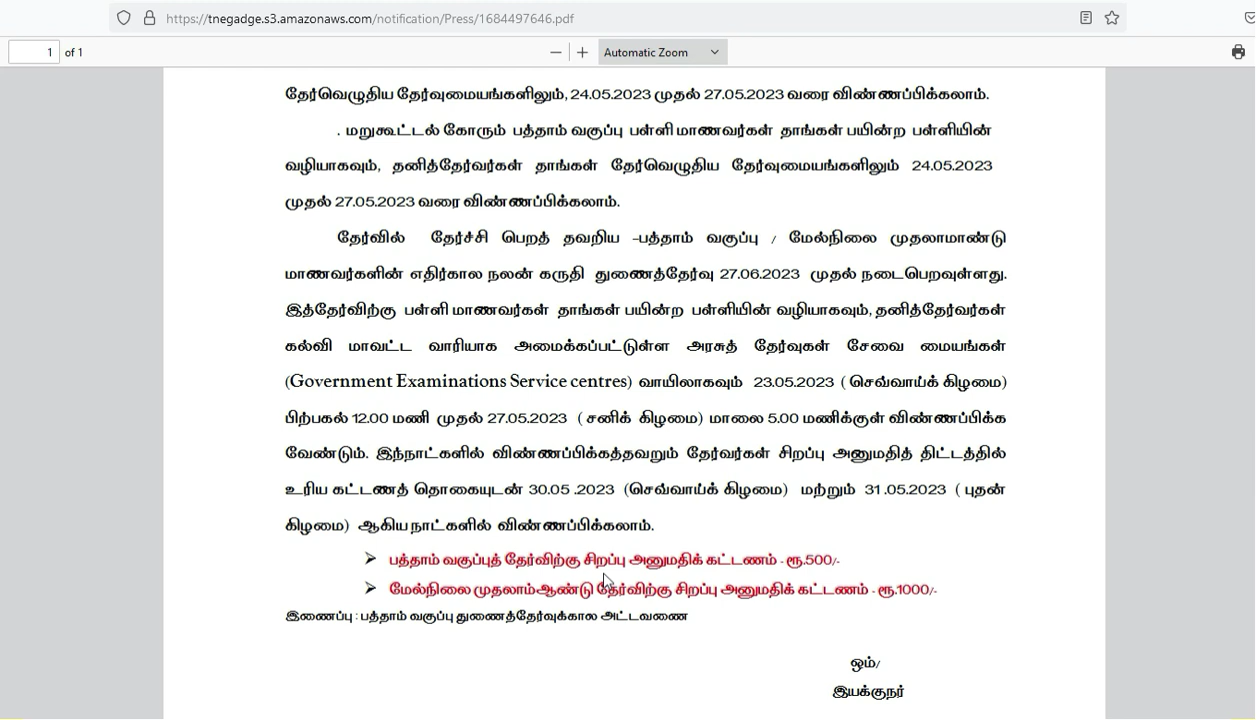 https://tnegadge.s3.amazonaws.com/notification/Press/1684497646.pdf
1 of 1
Automatic Zoom
தேர்வெழுதிய தேர்வுமையங்களிலும், 24.05.2023 முதல் 27.05.2023 வரை விண்ணப்பிக்கலாம்.
. மறுகூட்டல் கோரும் பத்தாம் வகுப்பு பள்ளி மாணவர்கள் தாங்கள் பயின்ற பள்ளியின்
வழியாகவும், தனித்தேர்வர்கள் தாங்கள் தேர்வெழுதிய தேர்வுமையங்களிலும் 24.05.2023
முதல் 27.05.2023 வரை விண்ணப்பிக்கலாம்.
தேர்வில் தேர்ச்சி பெறத் தவறிய –பத்தாம் வகுப்பு / மேல்நிலை முதலாமாண்டு
மாணவர்களின் எதிர்கால நலன் கருதி துணைத்தேர்வு 27.06.2023 முதல் நடைபெறவுள்ளது.
இத்தேர்விற்கு பள்ளி மாணவர்கள் தாங்கள் பயின்ற பள்ளியின் வழியாகவும், தனித்தேர்வர்கள்
கல்வி மாவட்ட வாரியாக அமைக்கப்பட்டுள்ள அரசுத் தேர்வுகள் சேவை மையங்கள்
(Government Examinations Service centres) வாயிலாகவும் 23.05.2023 ( செவ்வாய்க் கிழமை)
பிற்பகல் 12.00 மணி முதல் 27.05.2023 ( சனிக் கிழமை) மாலை 5.00 மணிக்குள் விண்ணப்பிக்க
வேண்டும். இந்நாட்களில் விண்ணப்பிக்கத்தவறும் தேர்வர்கள் சிறப்பு அனுமதித் திட்டத்தில்
உரிய கட்டணத் தொகையுடன் 30.05 .2023 (செவ்வாய்க் கிழமை) மற்றும் 31 .05.2023 ( புதன்
கிழமை) ஆகிய நாட்களில் விண்ணப்பிக்கலாம்.
➢ பத்தாம் வகுப்புத் தேர்விற்கு சிறப்பு அனுமதிக் கட்டணம் - ரூ.500/-
➢ மேல்நிலை முதலாம்ஆண்டு தேர்விற்கு சிறப்பு அனுமதிக் கட்டணம் - ரூ.1000/-
இணைப்பு : பத்தாம் வகுப்பு துணைத்தேர்வுக்கால அட்டவணை
ஒம்/
இயக்குநர்